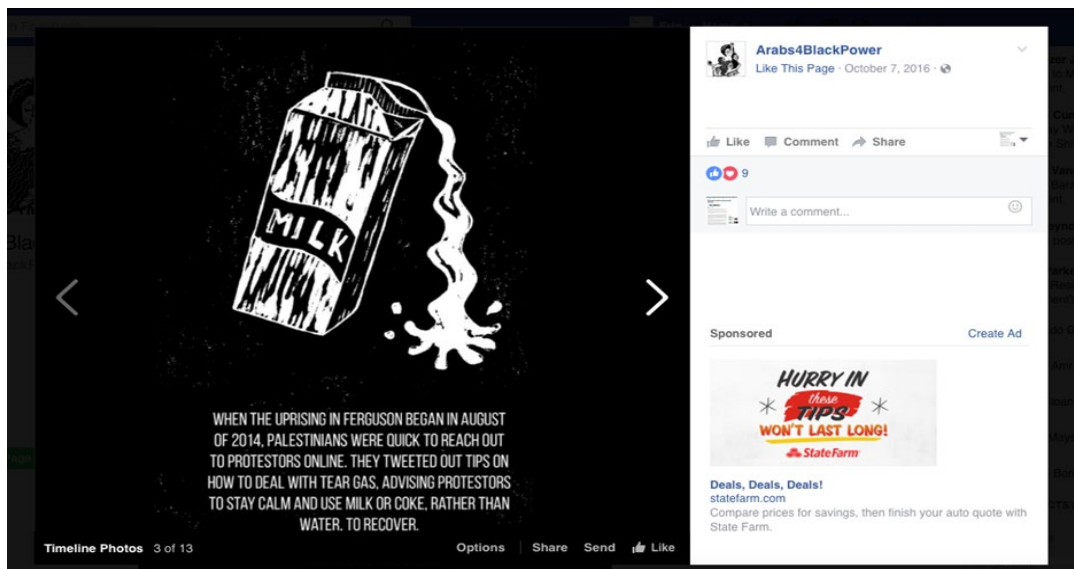 MILK
WHEN THE UPRISING IN FERGUSON BEGAN IN AUGUST
OF 2014, PALESTINIANS WERE QUICK TO REACH OUT
TO PROTESTORS ONLINE. THEY TWEETED OUT TIPS ON
HOW TO DEAL WITH TEAR GAS, ADVISING PROTESTORS
TO STAY CALM AND USE MILK OR COKE, RATHER THAN
WATER, TO RECOVER.
Timeline Photos 3 of 13
Options Share Send Like
Arabs4BlackPower
Like This Page · October 7, 2016 ·
Like Comment Share
9
Write a comment...
Sponsored Create Ad
HURRY IN
these
TIPS
WON'T LAST LONG!
StateFarm
Deals, Deals, Deals!
statefarm.com
Compare prices for savings, then finish your auto quote with
State Farm.